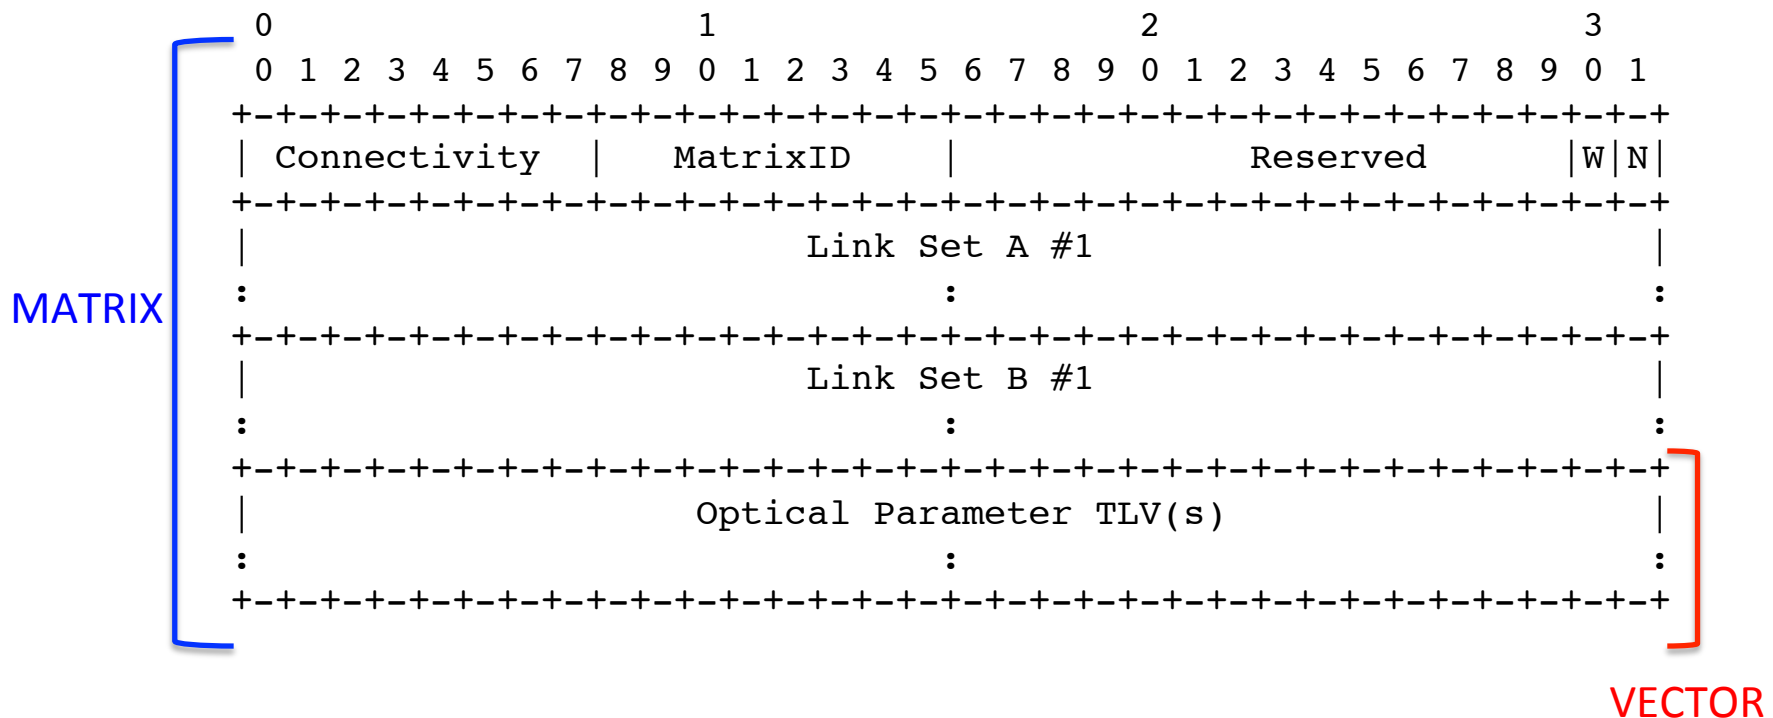 0                   1                   2                   3
0 1 2 3 4 5 6 7 8 9 0 1 2 3 4 5 6 7 8 9 0 1 2 3 4 5 6 7 8 9 0 1
+-+-+-+-+-+-+-+-+-+-+-+-+-+-+-+-+-+-+-+-+-+-+-+-+-+-+-+-+-+-+-+-+
| Connectivity  |   MatrixID    |             Reserved      |W|N|
+-+-+-+-+-+-+-+-+-+-+-+-+-+-+-+-+-+-+-+-+-+-+-+-+-+-+-+-+-+-+-+-+
|                         Link Set A #1                         |
:                               :                               :
MATRIX
+-+-+-+-+-+-+-+-+-+-+-+-+-+-+-+-+-+-+-+-+-+-+-+-+-+-+-+-+-+-+-+-+
|                         Link Set B #1                         |
:                               :                               :
+-+-+-+-+-+-+-+-+-+-+-+-+-+-+-+-+-+-+-+-+-+-+-+-+-+-+-+-+-+-+-+-+
|                    Optical Parameter TLV(s)                   |
:                               :                               :
+-+-+-+-+-+-+-+-+-+-+-+-+-+-+-+-+-+-+-+-+-+-+-+-+-+-+-+-+-+-+-+-+
VECTOR